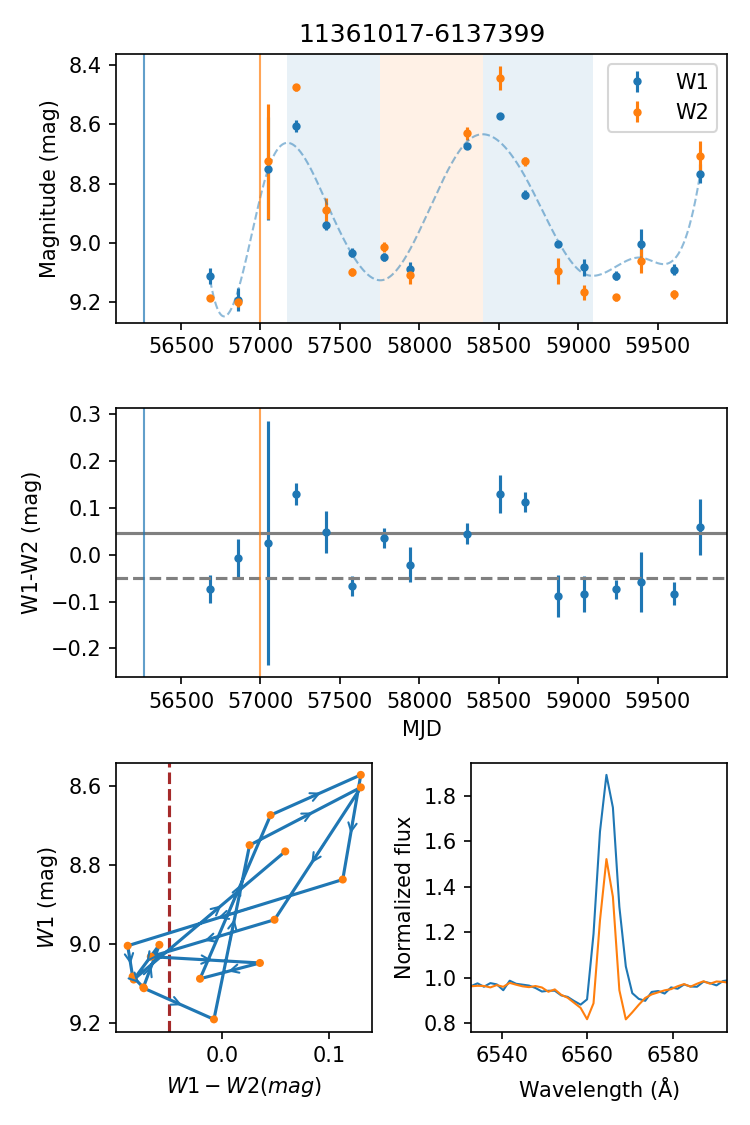 11361017-6137399
8.4
8.6
8.8
9.0
9.2
Magnitude (mag)
W1
W2
56500 57000 57500 58000 58500 59000 59500
0.3
0.2
0.1
0.0
−0.1
−0.2
W1-W2 (mag)
56500 57000 57500 58000 58500 59000 59500
MJD
8.6
8.8
9.0
9.2
W1 (mag)
0.0 0.1
W1 − W2(mag)
1.8
1.6
1.4
1.2
1.0
0.8
Normalized flux
6540 6560 6580
Wavelength (Å)